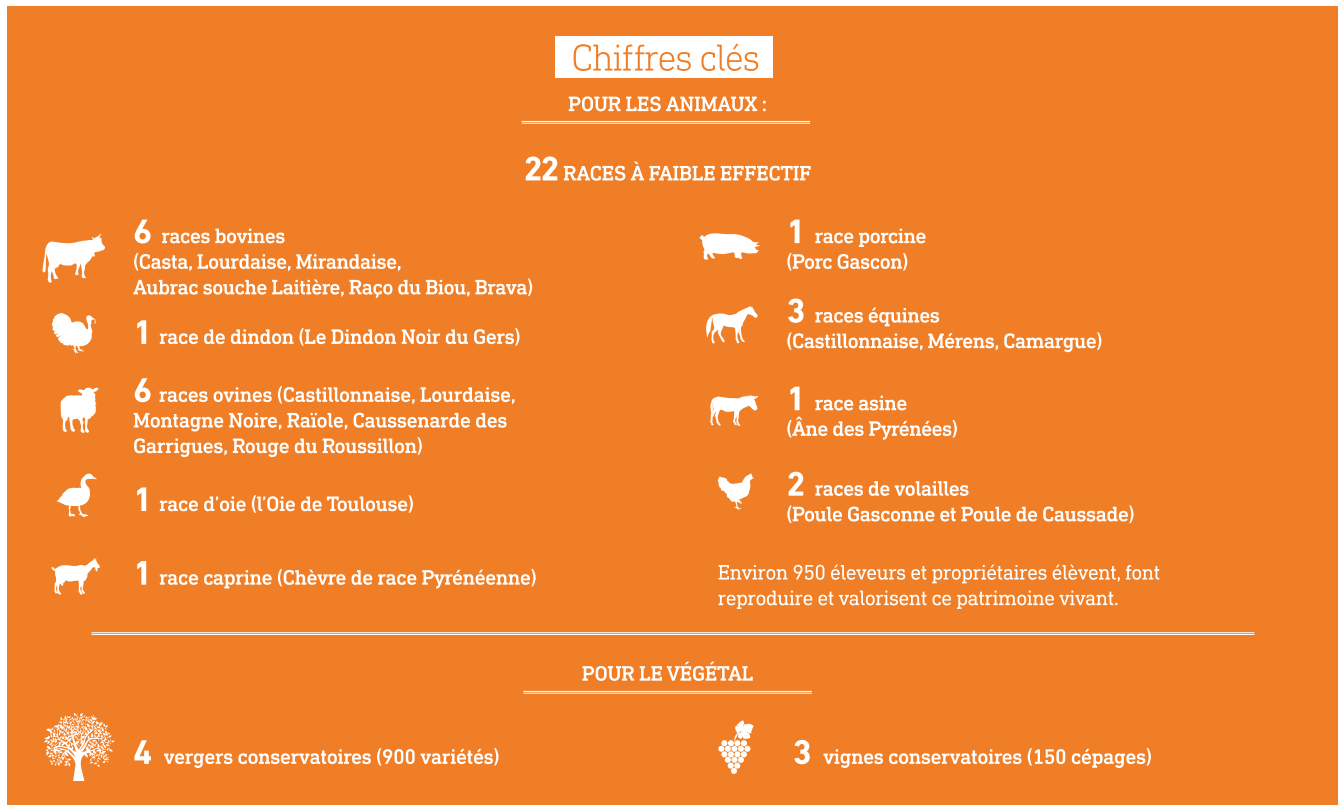 Chiffres clés
POUR LES ANIMAUX :
22 RACES À FAIBLE EFFECTIF
6 races bovines
(Casta, Lourdaise, Mirandaise,
Aubrac souche Laitière, Raço du Biou, Brava)
1 race de dindon (Le Dindon Noir du Gers)
6 races ovines (Castillonnaise, Lourdaise,
Montagne Noire, Raïole, Caussenarde des
Garrigues, Rouge du Roussillon)
1 race d'oie (l'Oie de Toulouse)
1 race caprine (Chèvre de race Pyrénéenne)
1 race porcine
(Porc Gascon)
3 races équines
(Castillonnaise, Mérens, Camargue)
1 race asine
(Âne des Pyrénées)
2 races de volailles
(Poule Gasconne et Poule de Caussade)
Environ 950 éleveurs et propriétaires élèvent, font
reproduire et valorisent ce patrimoine vivant.
POUR LE VÉGÉTAL
4 vergers conservatoires (900 variétés)
3 vignes conservatoires (150 cépages)